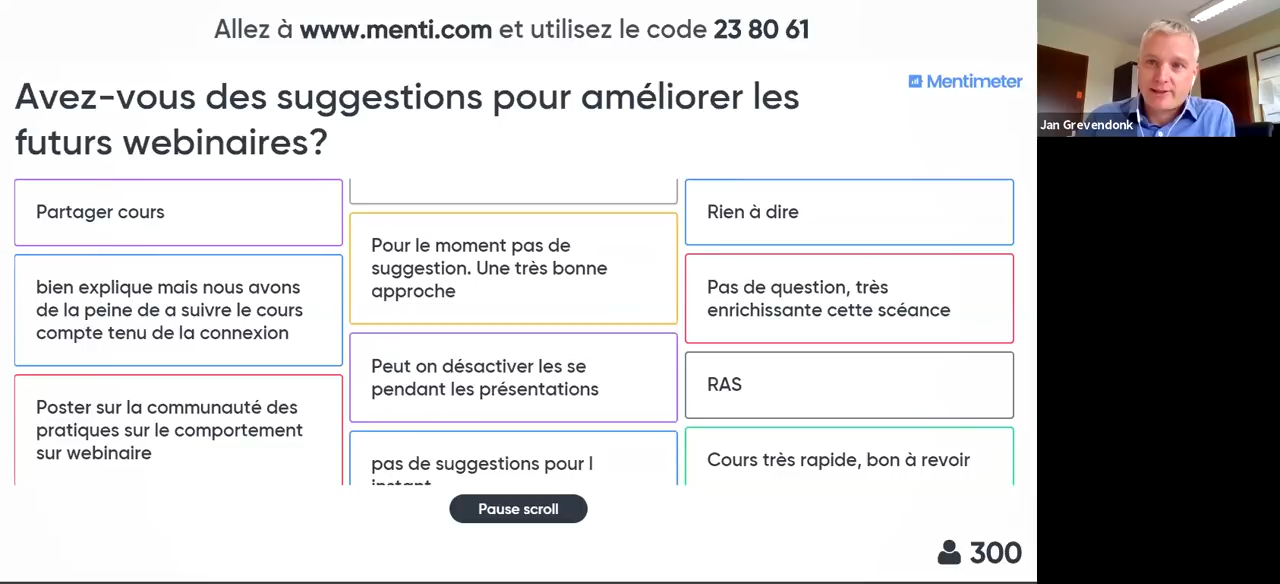 Allez à www.menti.com et utilisez le code 23 80 61
Mentimeter
Avez-vous des suggestions pour améliorer les
futurs webinaires?
Partager cours
bien explique mais nous avons
de la peine de a suivre le cours
compte tenu de la connexion
Poster sur la communauté des
pratiques sur le comportement
sur webinaire
Pour le moment pas de
suggestion. Une très bonne
approche
Peut on désactiver les se
pendant les présentations
pas de suggestions pour l
instant
Rien à dire
Pas de question, très
enrichissante cette scéance
RAS
Cours très rapide, bon à revoir
Pause scroll
300
Jan Grevendonk